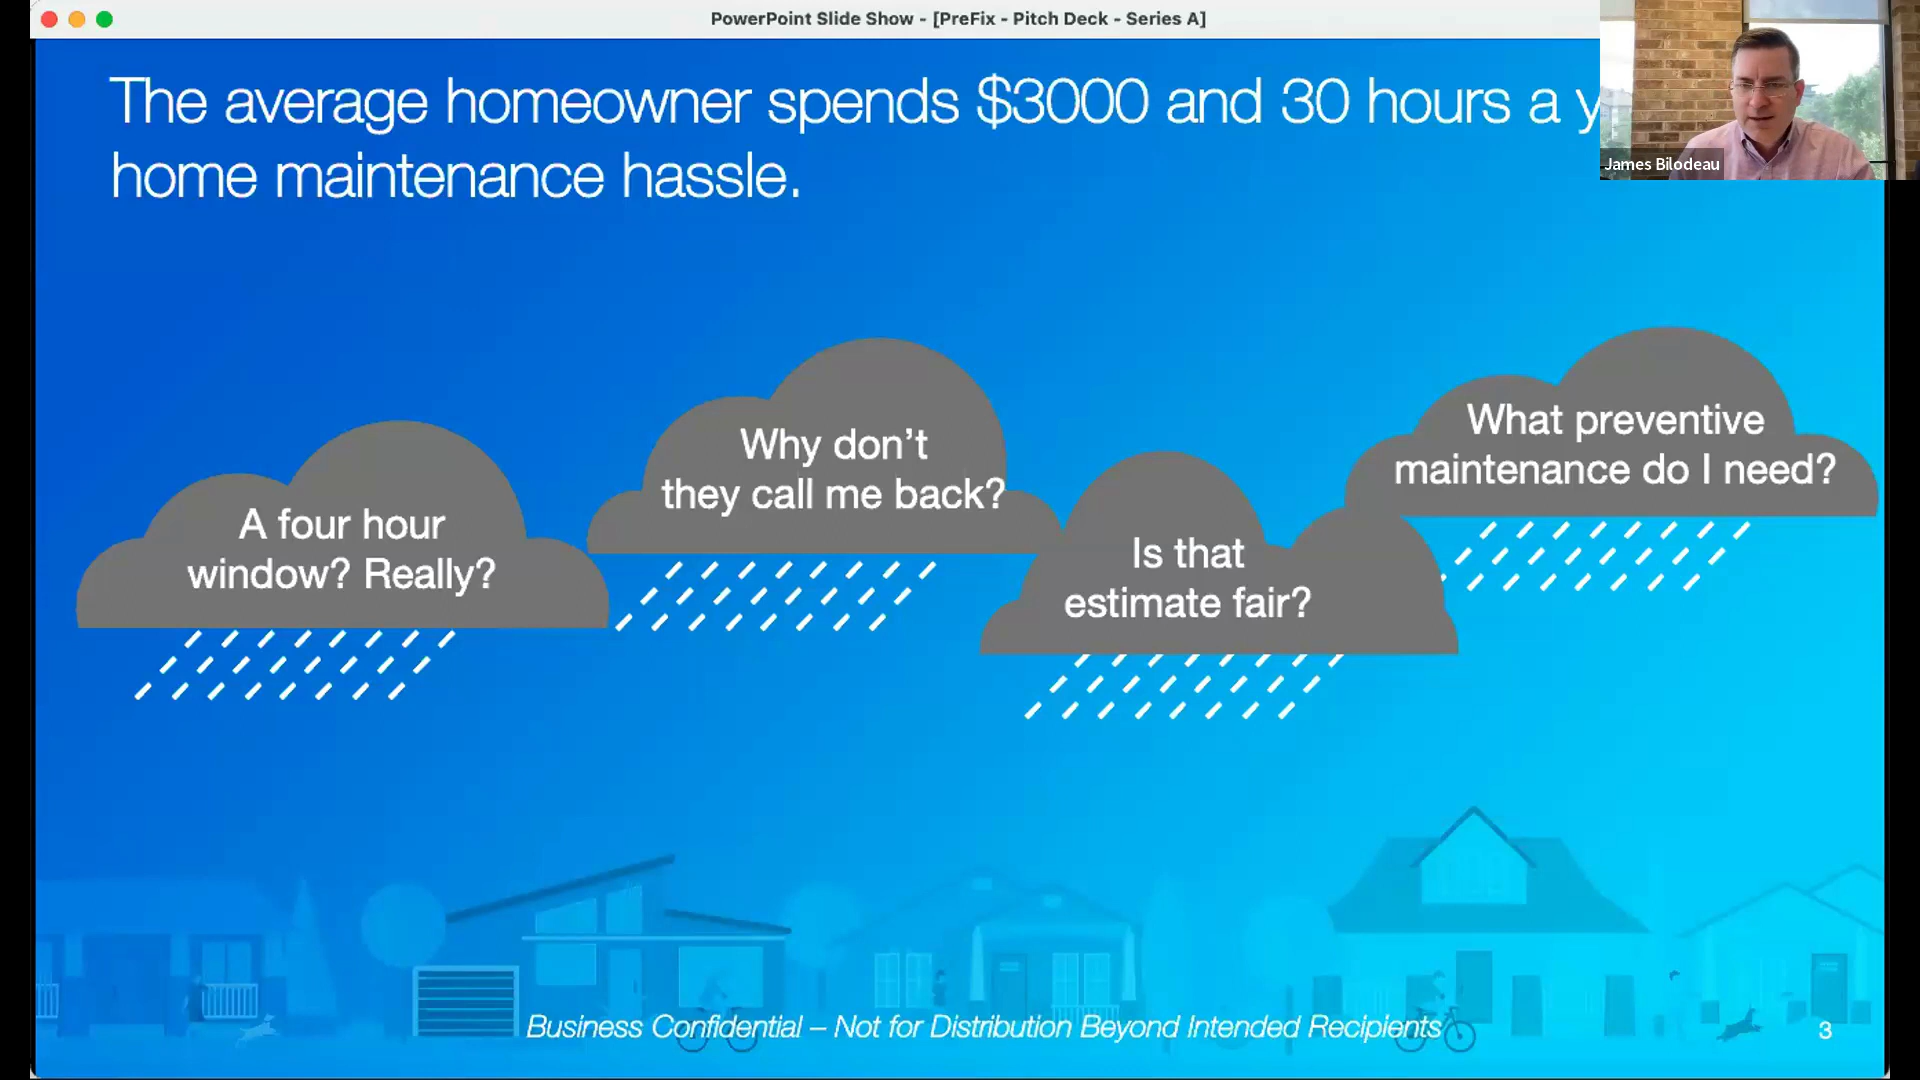 PowerPoint Slide Show - [PreFix - Pitch Deck - Series A]
The average homeowner spends $3000 and 30 hours a y
home maintenance hassle.
James Bilodeau
A four hour
window? Really?
Why don't
they call me back?
Is that
estimate fair?
What preventive
maintenance do I need?
Business Confidential – Not for Distribution Beyond Intended Recipients
3